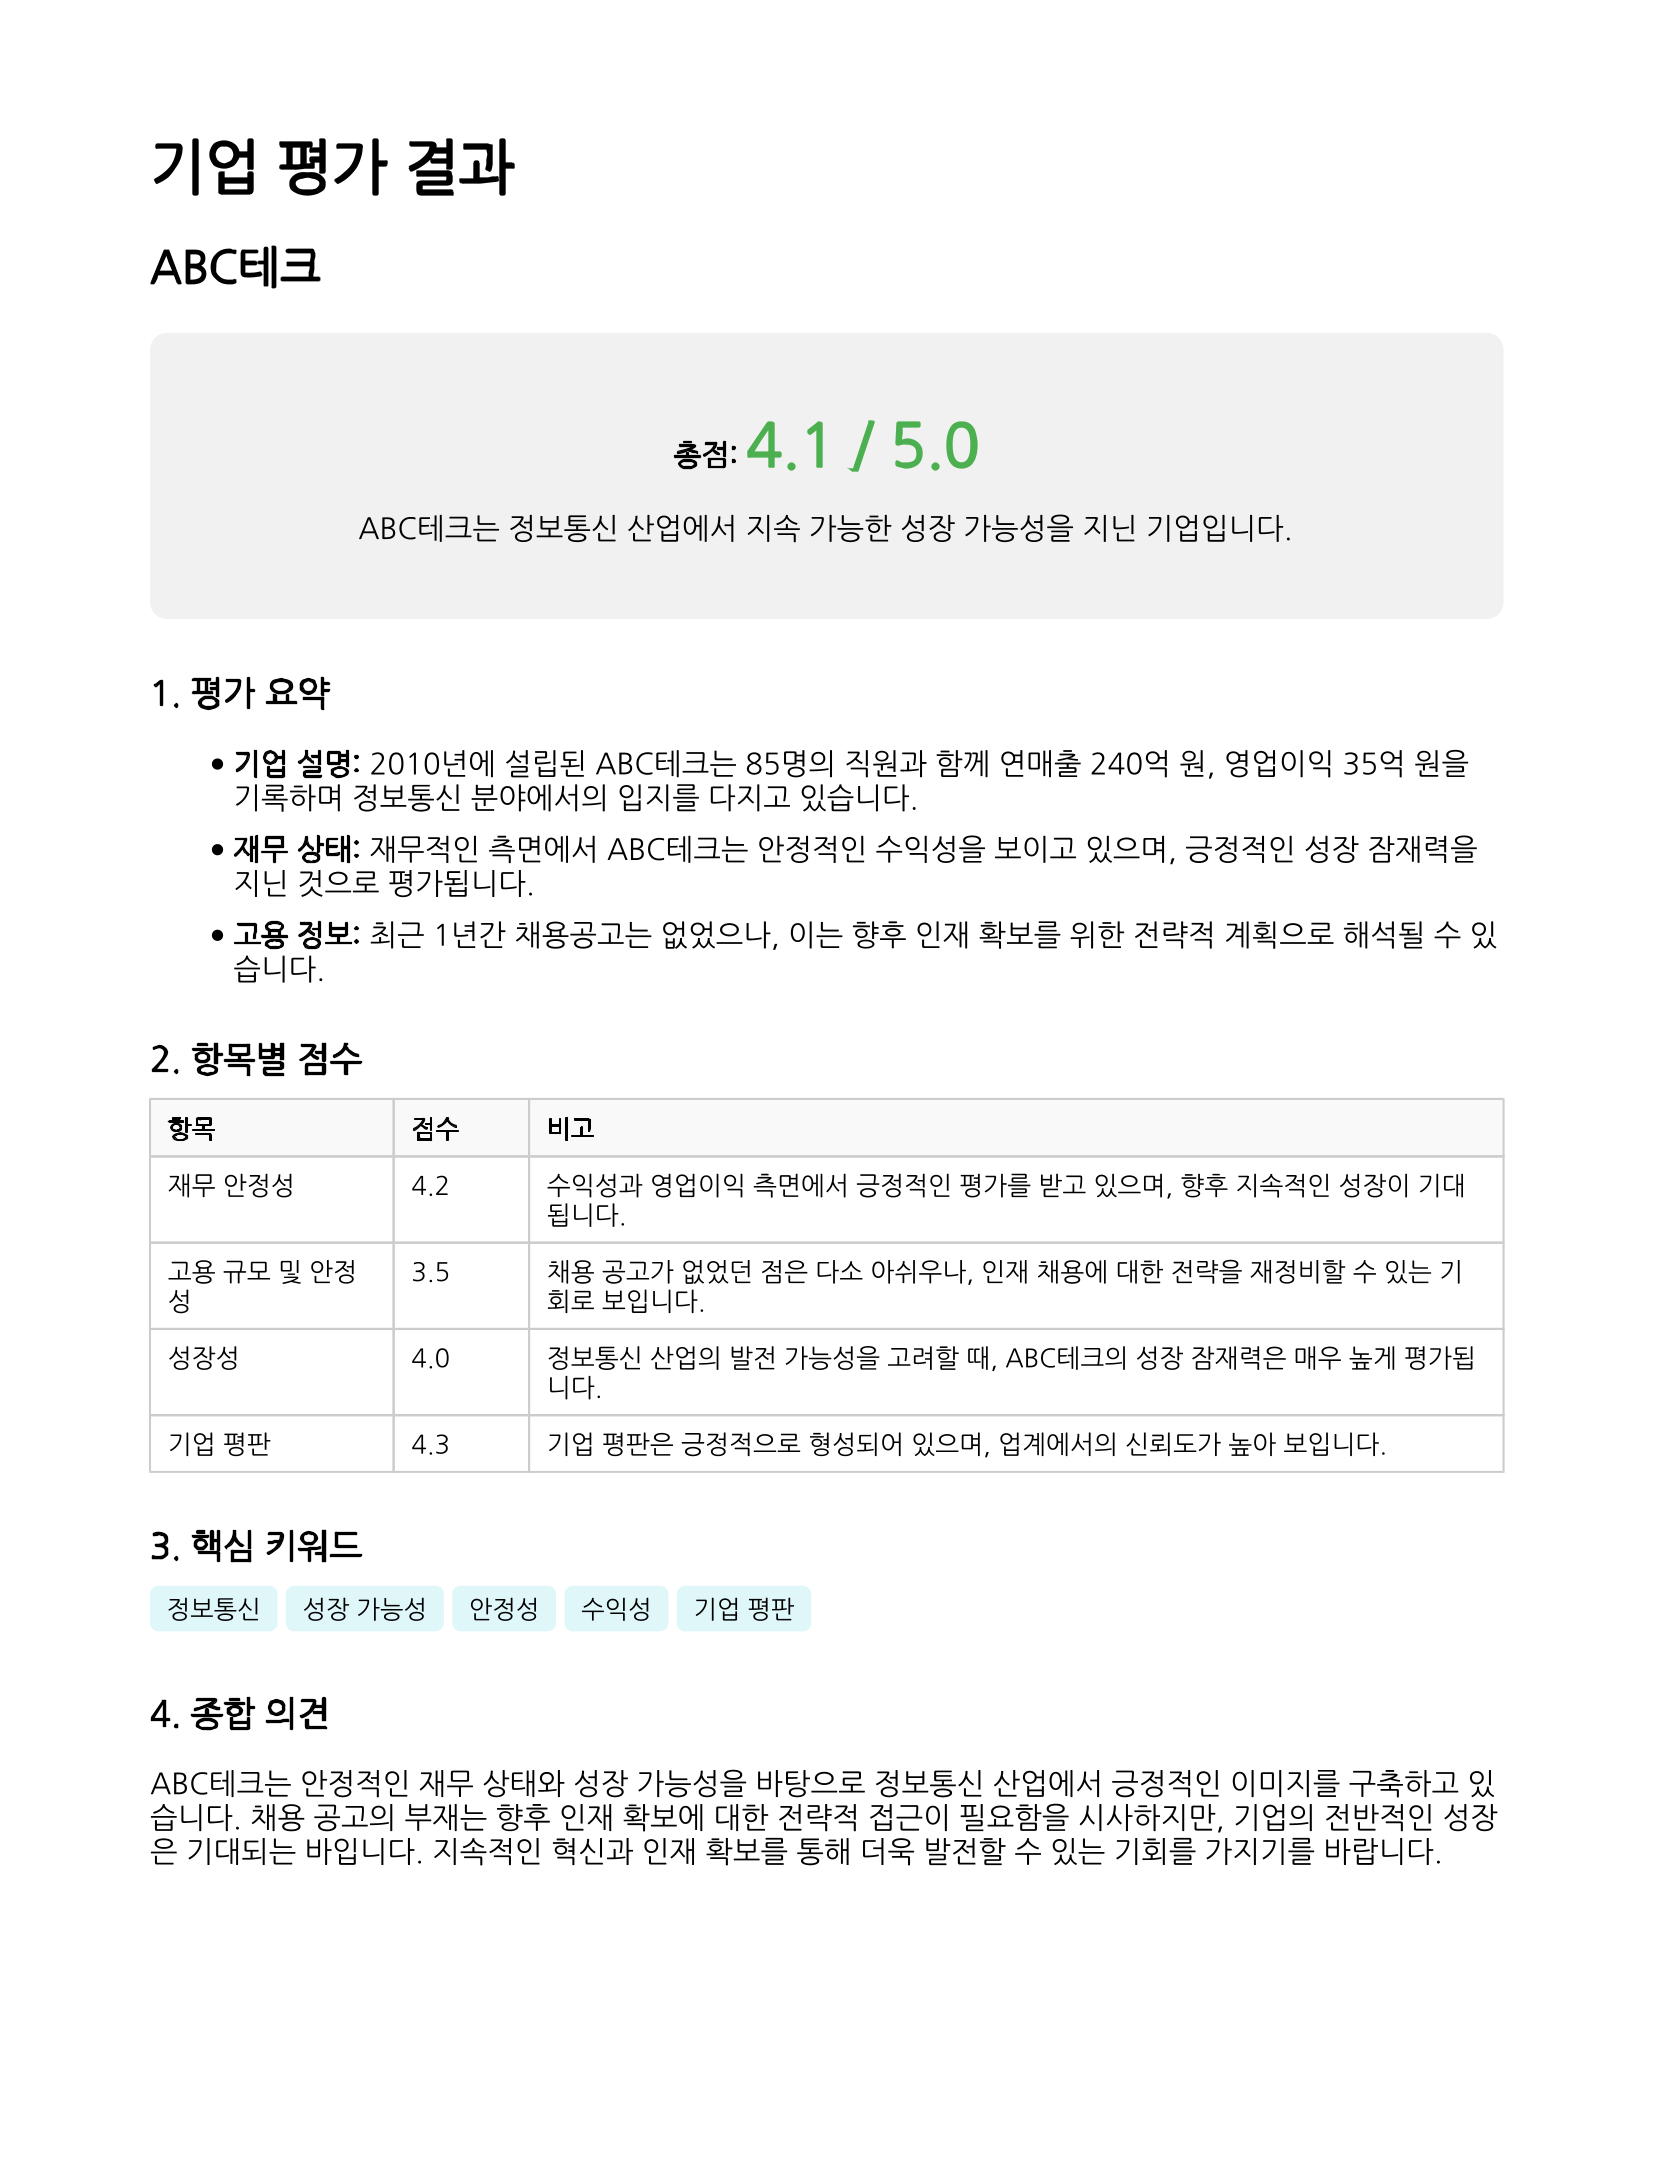 기업 평가 결과
ABC테크
총점: 4.1 / 5.0
ABC테크는 정보통신 산업에서 지속 가능한 성장 가능성을 지닌 기업입니다.
1. 평가 요약
• 기업 설명: 2010년에 설립된 ABC테크는 85명의 직원과 함께 연매출 240억 원, 영업이익 35억 원을
기록하며 정보통신 분야에서의 입지를 다지고 있습니다.
• 재무 상태: 재무적인 측면에서 ABC테크는 안정적인 수익성을 보이고 있으며, 긍정적인 성장 잠재력을
지닌 것으로 평가됩니다.
• 고용 정보: 최근 1년간 채용공고는 없었으나, 이는 향후 인재 확보를 위한 전략적 계획으로 해석될 수 있
습니다.
2. 항목별 점수
항목 점수 비고
재무 안정성 4.2 수익성과 영업이익 측면에서 긍정적인 평가를 받고 있으며, 향후 지속적인 성장이 기대
됩니다.
고용 규모 및 안정 3.5 채용 공고가 없었던 점은 다소 아쉬우나, 인재 채용에 대한 전략을 재정비할 수 있는 기
성 회로 보입니다.
성장성 4.0 정보통신 산업의 발전 가능성을 고려할 때, ABC테크의 성장 잠재력은 매우 높게 평가됩
니다.
기업 평판 4.3 기업 평판은 긍정적으로 형성되어 있으며, 업계에서의 신뢰도가 높아 보입니다.
3. 핵심 키워드
정보통신 성장 가능성 안정성 수익성 기업 평판
4. 종합 의견
ABC테크는 안정적인 재무 상태와 성장 가능성을 바탕으로 정보통신 산업에서 긍정적인 이미지를 구축하고 있
습니다. 채용 공고의 부재는 향후 인재 확보에 대한 전략적 접근이 필요함을 시사하지만, 기업의 전반적인 성장
은 기대되는 바입니다. 지속적인 혁신과 인재 확보를 통해 더욱 발전할 수 있는 기회를 가지기를 바랍니다.